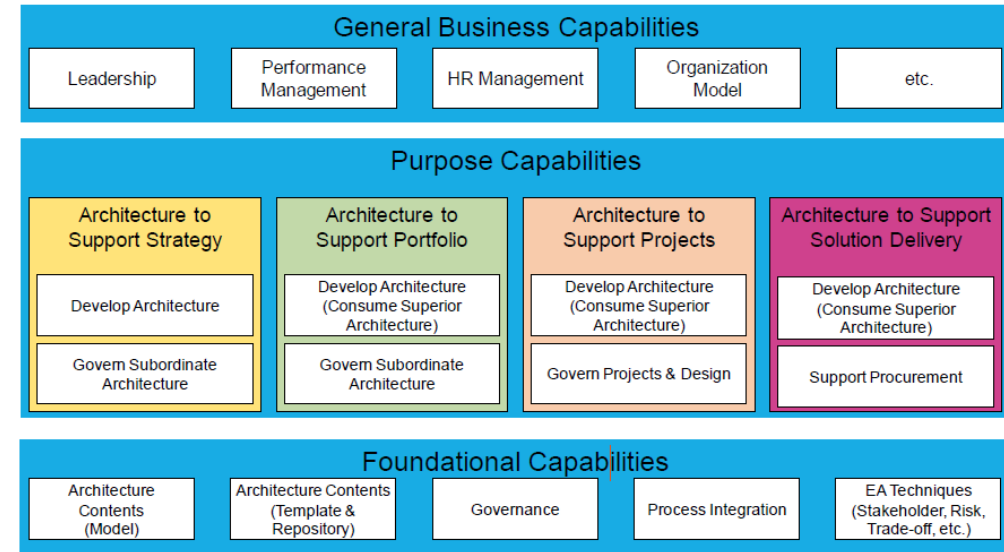 General Business Capabilities
Leadership
Performance
Management
HR Management
Organization
Model
etc.
Purpose Capabilities
Architecture to
Support Strategy
Develop Architecture
Govern Subordinate
Architecture
Architecture to
Support Portfolio
Develop Architecture
(Consume Superior
Architecture)
Govern Subordinate
Architecture
Architecture to
Support Projects
Develop Architecture
(Consume Superior
Architecture)
Govern Projects & Design
Architecture to Support
Solution Delivery
Develop Architecture
(Consume Superior
Architecture)
Support Procurement
Foundational Capabilities
Architecture
Contents
(Model)
Architecture Contents
(Template &
Repository)
Governance
Process Integration
EA Techniques
(Stakeholder, Risk,
Trade-off, etc.)